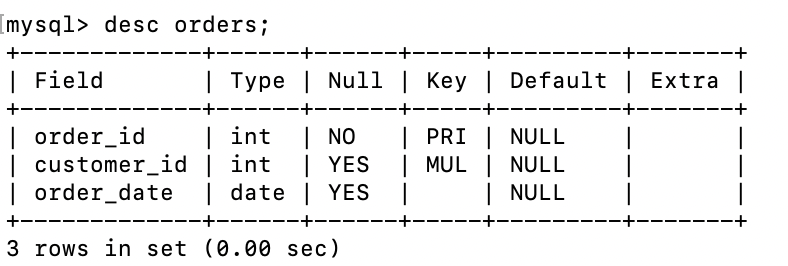 [mysql> desc orders;
+-------------+------+------+-----+---------+-------+
| Field       | Type | Null | Key | Default | Extra |
+-------------+------+------+-----+---------+-------+
| order_id    | int  | NO   | PRI | NULL    |       |
| customer_id | int  | YES  | MUL | NULL    |       |
| order_date  | date | YES  |     | NULL    |       |
+-------------+------+------+-----+---------+-------+
3 rows in set (0.00 sec)